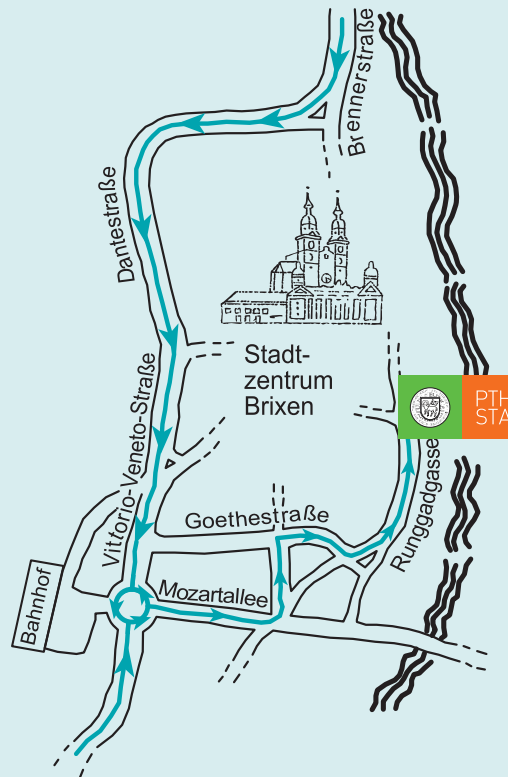 Brennerstraße
Dantestraße
Stadt-
zentrum
Brixen
PTH
STA
Vittorio-Veneto-Straße
Goethestraße
Runggadgasse
Mozartallee
Bahnhof